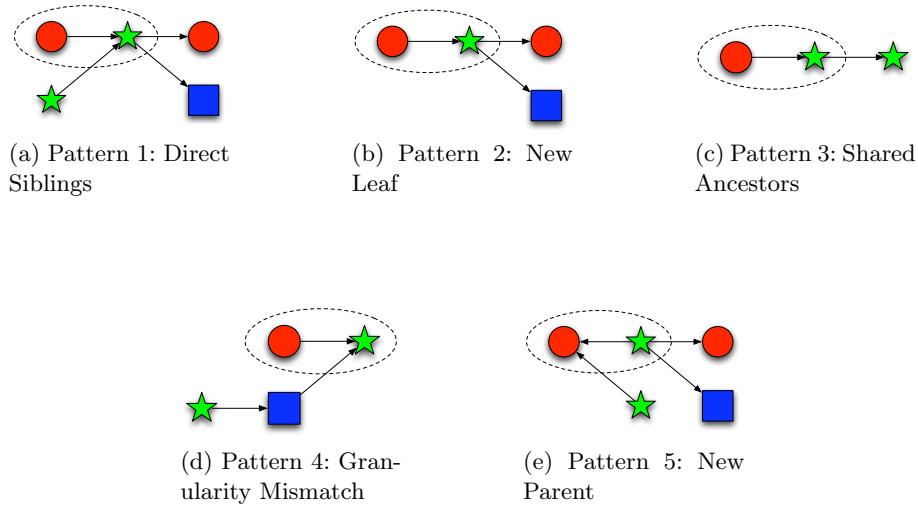 (a) Pattern 1: Direct
Siblings
(b) Pattern 2: New
Leaf
(c) Pattern 3: Shared
Ancestors
(d) Pattern 4: Gran-
ularity Mismatch
(e) Pattern 5: New
Parent